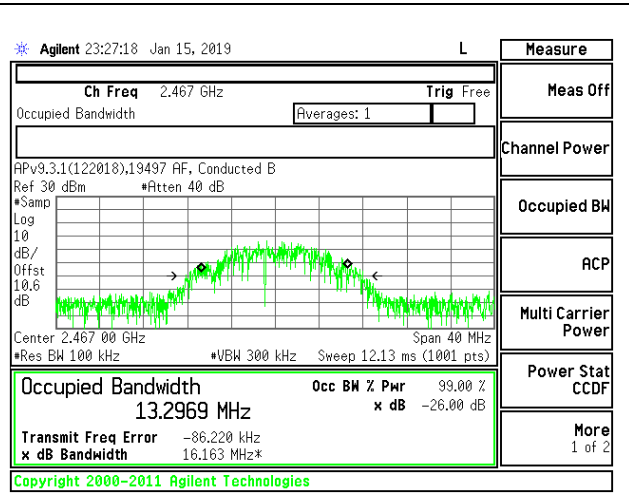 Agilent 23:27:18 Jan 15, 2019 L
Measure
Ch Freq 2.467 GHz Trig Free
Occupied Bandwidth Averages: 1
APv9.3.1(122018),19497 AF, Conducted B
Ref 30 dBm #Atten 40 dB
#Samp
Log
10
dB/
Offst
10.6
dB
Center 2.467 00 GHz Span 40 MHz
#Res BW 100 kHz #VBW 300 kHz Sweep 12.13 ms (1001 pts)
Occupied Bandwidth Occ BW % Pwr 99.00 %
13.2969 MHz x dB -26.00 dB
Transmit Freq Error -86.220 kHz
x dB Bandwidth 16.163 MHz*
Copyright 2000-2011 Agilent Technologies
Meas Off
Channel Power
Occupied BW
ACP
Multi Carrier
Power
Power Stat
CCDF
More
1 of 2